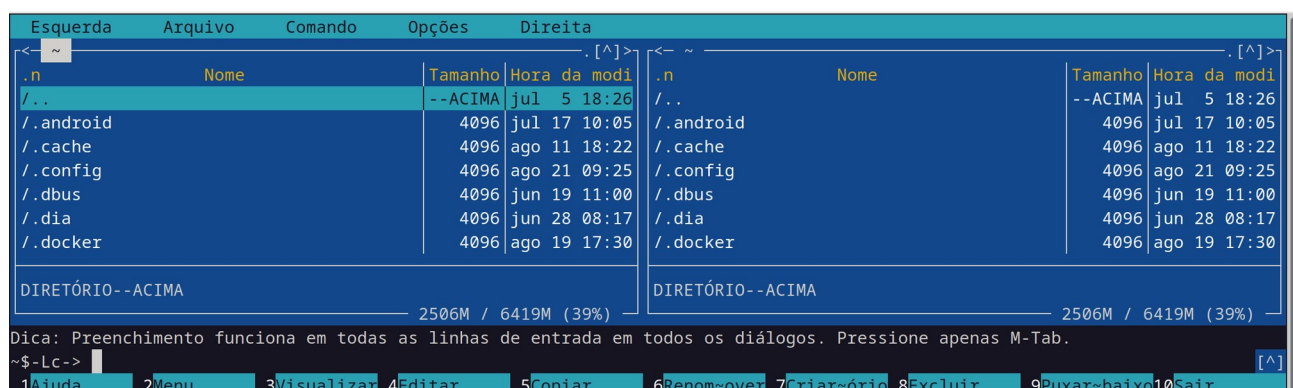 Esquerda Arquivo Comando Opções Direita
<— ~ .[^]> <— ~ .[^]>
.n Nome Tamanho Hora da modi .n Nome Tamanho Hora da modi
/.. --ACIMA jul 5 18:26 /.. --ACIMA jul 5 18:26
/.android 4096 jul 17 10:05 /.android 4096 jul 17 10:05
/.cache 4096 ago 11 18:22 /.cache 4096 ago 11 18:22
/.config 4096 ago 21 09:25 /.config 4096 ago 21 09:25
/.dbus 4096 jun 19 11:00 /.dbus 4096 jun 19 11:00
/.dia 4096 jun 28 08:17 /.dia 4096 jun 28 08:17
/.docker 4096 ago 19 17:30 /.docker 4096 ago 19 17:30
DIRETÓRIO--ACIMA DIRETÓRIO--ACIMA
2506M / 6419M (39%) 2506M / 6419M (39%)
Dica: Preenchimento funciona em todas as linhas de entrada em todos os diálogos. Pressione apenas M-Tab.
~$-Lc-> [^]
1Ajuda 2Menu 3Visualizar 4Editar 5Copiar 6Renom~over 7Criar~ório 8Excluir 9Puxar~baixo 10Sair